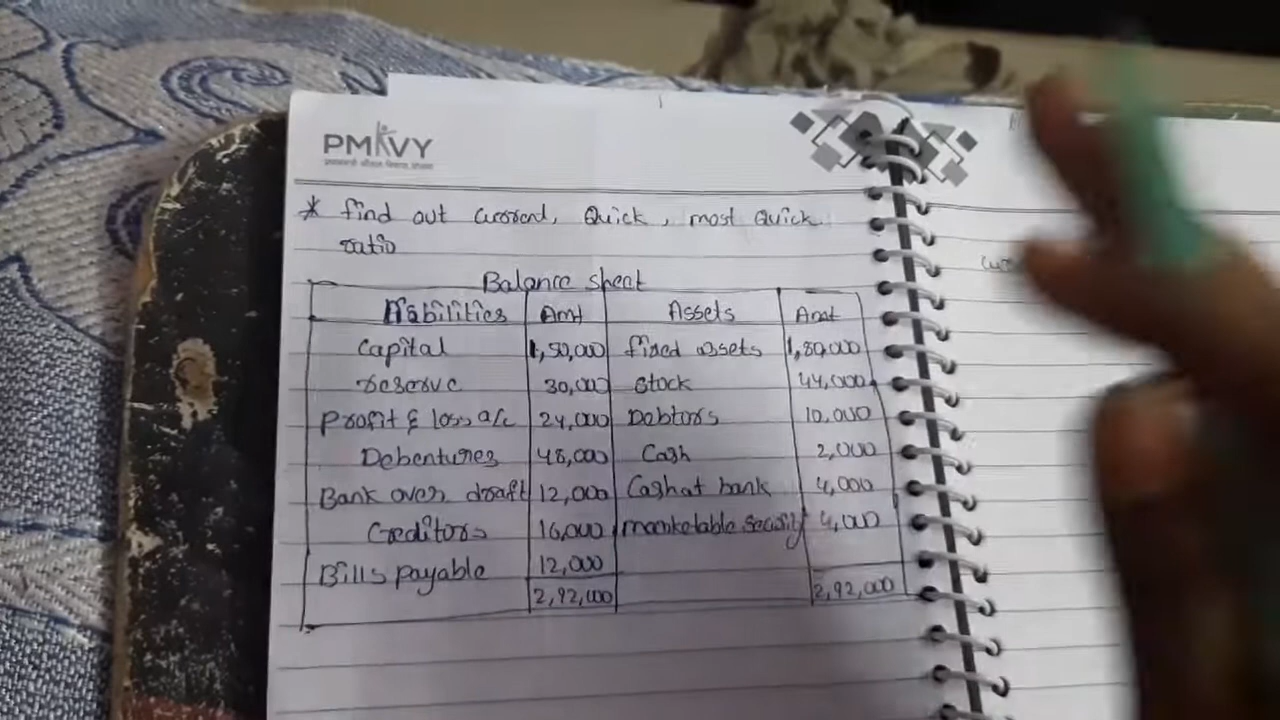 PMKVY
* find out current, Quick, most Quick
ratio
Balance sheet
Liabilities Amt Assets Amt
Capital 1,50,000 fixed assets 1,80,000
reserve 30,000 Stock 44,000
Profit & loss a/c 24,000 Debtors 10,000
Debentures 48,000 Cash 2,000
Bank over draft 12,000 Cash at bank 4,000
Creditors 16,000 marketable security 4,000
Bills payable 12,000
2,92,000 2,92,000